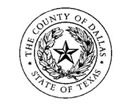 THE COUNTY OF DALLAS
STATE OF TEXAS